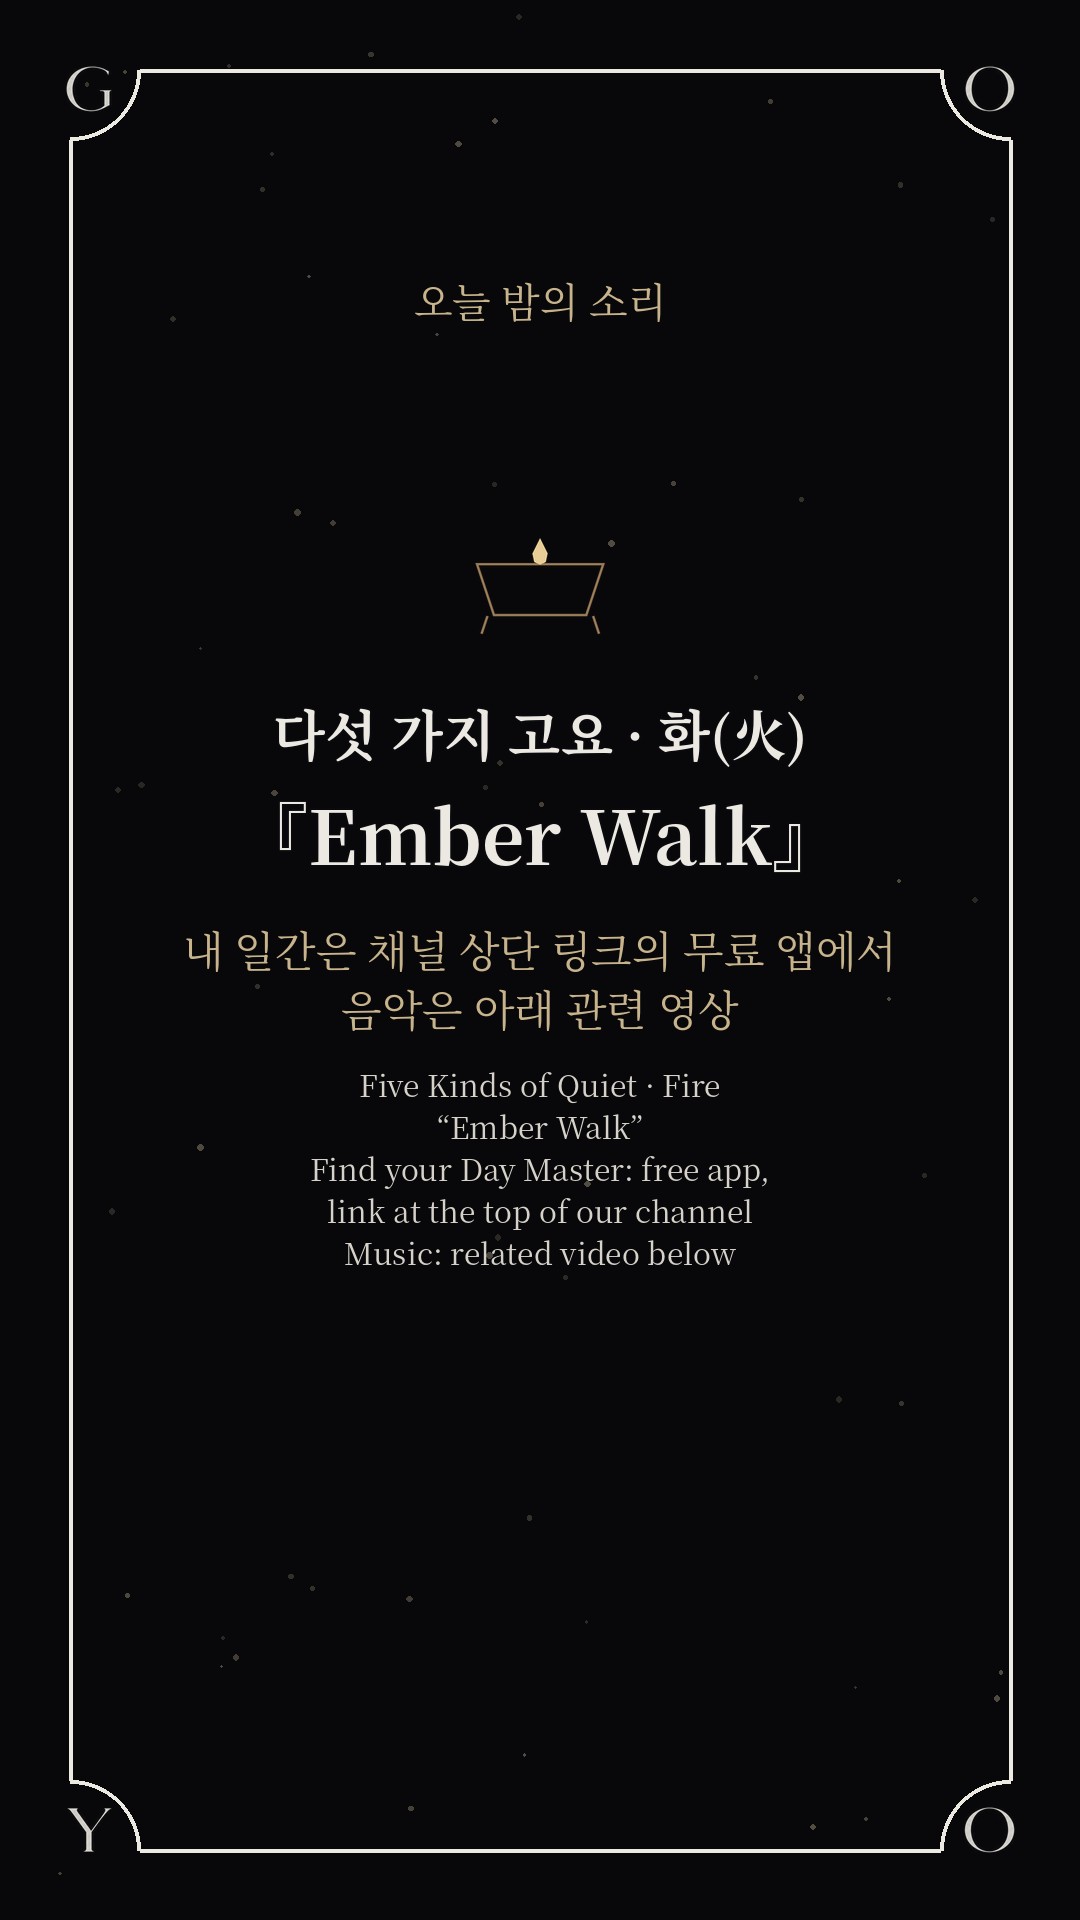 G O
오늘 밤의 소리
다섯 가지 고요 · 화(火)
『Ember Walk』
내 일간은 채널 상단 링크의 무료 앱에서
음악은 아래 관련 영상
Five Kinds of Quiet · Fire
“Ember Walk”
Find your Day Master: free app,
link at the top of our channel
Music: related video below
Y O